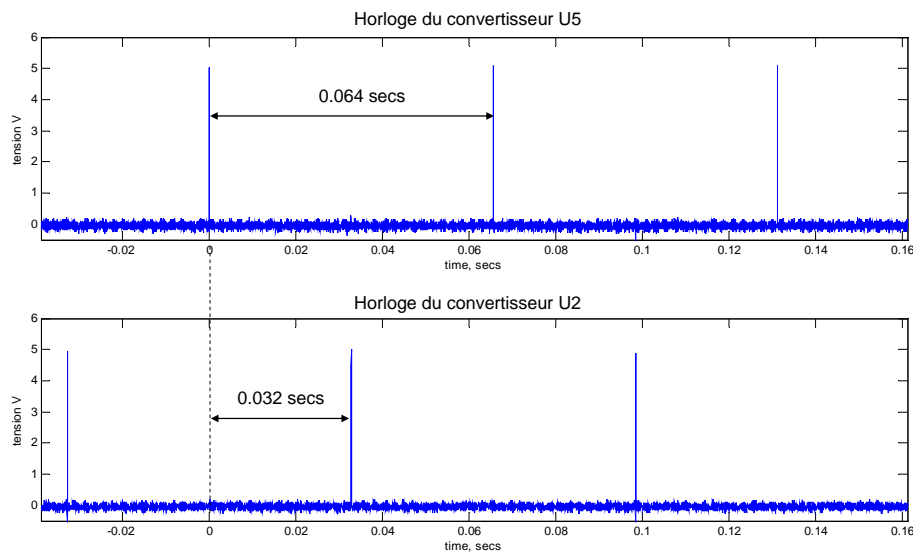 Horloge du convertisseur U5
6
5
4
3
2
1
0
tension V
0.064 secs
-0.02 0 0.02 0.04 0.06 0.08 0.1 0.12 0.14 0.16
time, secs
Horloge du convertisseur U2
6
5
4
3
2
1
0
tension V
0.032 secs
-0.02 0 0.02 0.04 0.06 0.08 0.1 0.12 0.14 0.16
time, secs